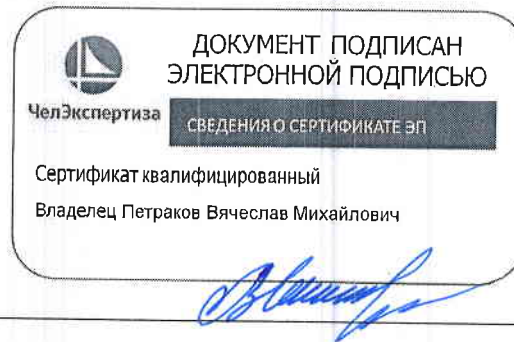 ДОКУМЕНТ ПОДПИСАН
ЭЛЕКТРОННОЙ ПОДПИСЬЮ
ЧелЭкспертиза
СВЕДЕНИЯ О СЕРТИФИКАТЕ ЭП
Сертификат квалифицированный
Владелец Петраков Вячеслав Михайлович